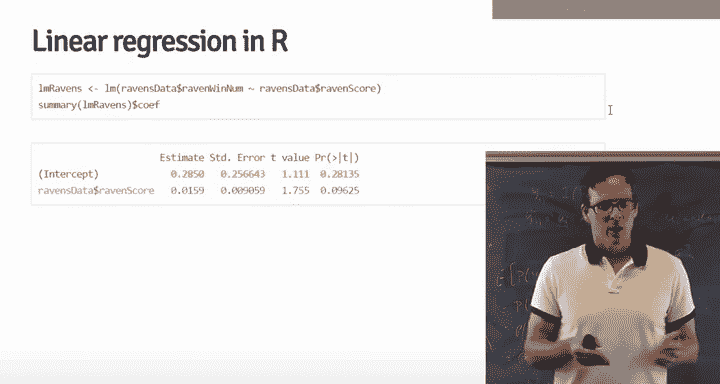 Linear regression in R
lmRavens <- lm(ravensData$ravenWinNum ~ ravensData$ravenScore)
summary(lmRavens)$coef
Estimate Std. Error t value Pr(>|t|)
(Intercept) 0.2850 0.256643 1.111 0.28135
ravensData$ravenScore 0.0159 0.009059 1.755 0.09625